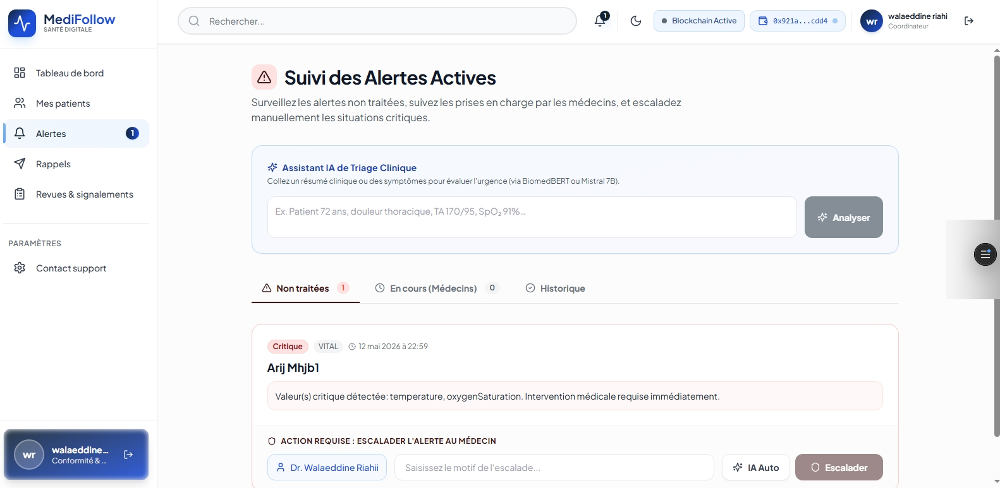 MediFollow
SANTÉ DIGITALE
Rechercher...
1
Blockchain Active
0x921a...cdd4
wr
walaeddine riahi
Coordinateur
Tableau de bord
Mes patients
Alertes
1
Rappels
Revues & signalements
PARAMÈTRES
Contact support
wr
walaeddine...
Conformité & ...
Suivi des Alertes Actives
Surveillez les alertes non traitées, suivez les prises en charge par les médecins, et escaladez
manuellement les situations critiques.
Assistant IA de Triage Clinique
Collez un résumé clinique ou des symptômes pour évaluer l'urgence (via BiomedBERT ou Mistral 7B).
Ex. Patient 72 ans, douleur thoracique, TA 170/95, SpO₂ 91%...
Analyser
Non traitées 1
En cours (Médecins) 0
Historique
Critique VITAL 12 mai 2026 à 22:59
Arij Mhjb1
Valeur(s) critique détectée: temperature, oxygenSaturation. Intervention médicale requise immédiatement.
ACTION REQUISE : ESCALADER L'ALERTE AU MÉDECIN
Dr. Walaeddine Riahii
Saisissez le motif de l'escalade...
IA Auto
Escalader